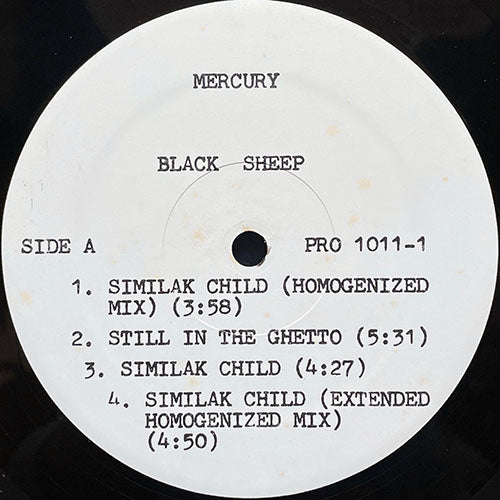 MERCURY
BLACK SHEEP
SIDE A PRO 1011-1
1. SIMILAK CHILD (HOMOGENIZED
MIX) (3:58)
2. STILL IN THE GHETTO (5:31)
3. SIMILAK CHILD (4:27)
4. SIMILAK CHILD (EXTENDED
HOMOGENIZED MIX)
(4:50)